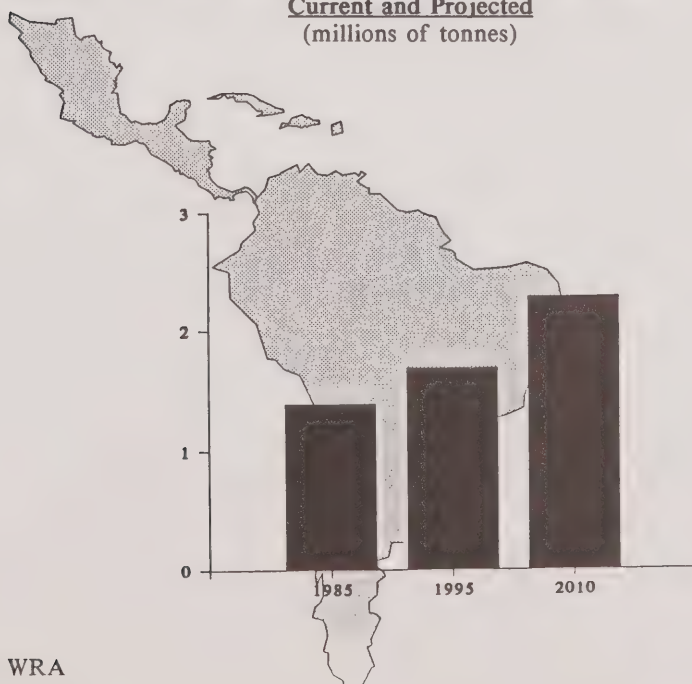 Current and Projected
(millions of tonnes)
3
2
1
0
1985 1995 2010
WRA